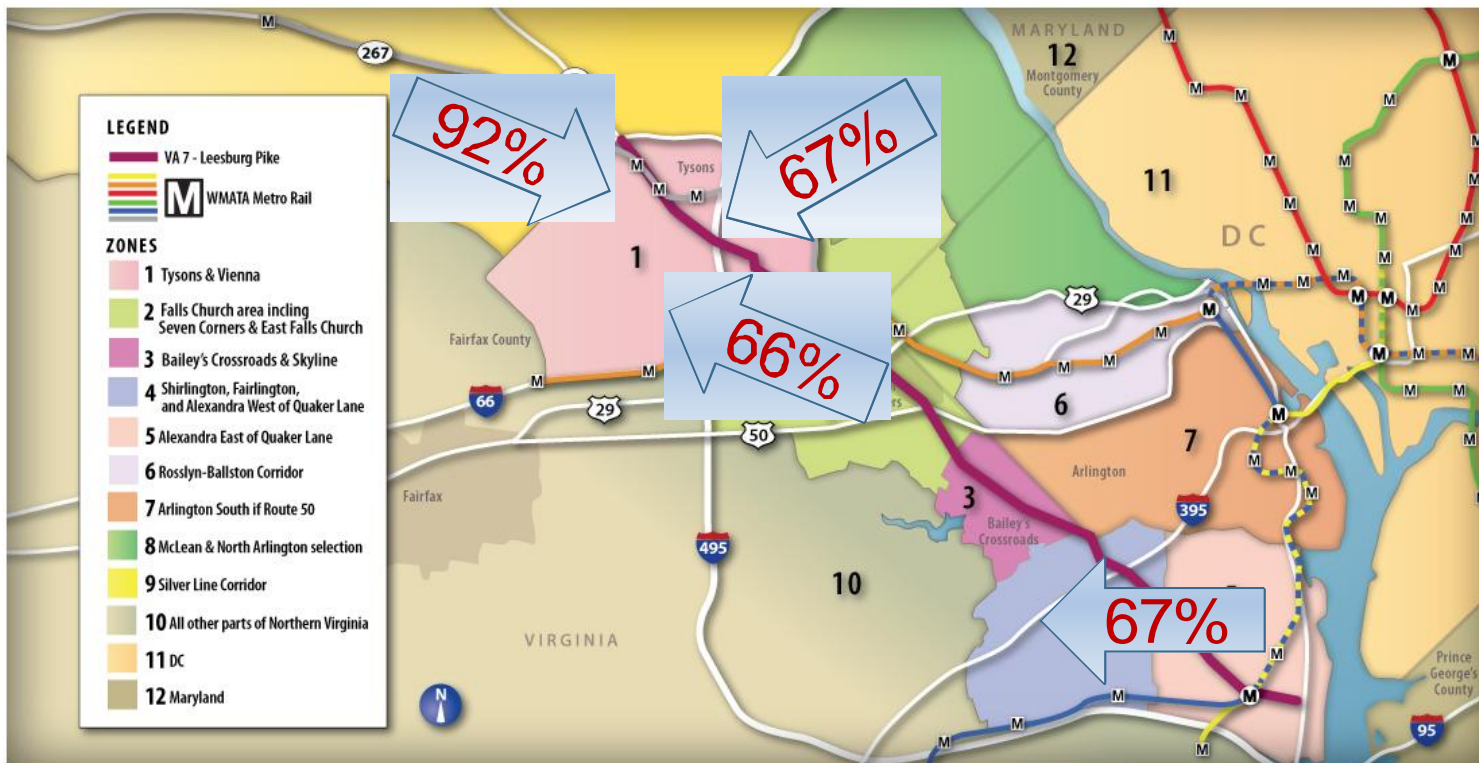 MARYLAND
12
Montgomery
County
267
92%
67%
Tysons
LEGEND
VA 7 - Leesburg Pike
M WMATA Metro Rail
ZONES
1 Tysons & Vienna
2 Falls Church area incling
Seven Corners & East Falls Church
3 Bailey's Crossroads & Skyline
4 Shirlington, Fairlington,
and Alexandra West of Quaker Lane
5 Alexandra East of Quaker Lane
6 Rosslyn-Ballston Corridor
7 Arlington South if Route 50
8 McLean & North Arlington selection
9 Silver Line Corridor
10 All other parts of Northern Virginia
11 DC
12 Maryland
11
DC
1
29
Fairfax County
66%
66
29
50
6
7
Arlington
Fairfax
3
Bailey's
Crossroads
395
495
10
VIRGINIA
67%
N
Prince
George's
County
95